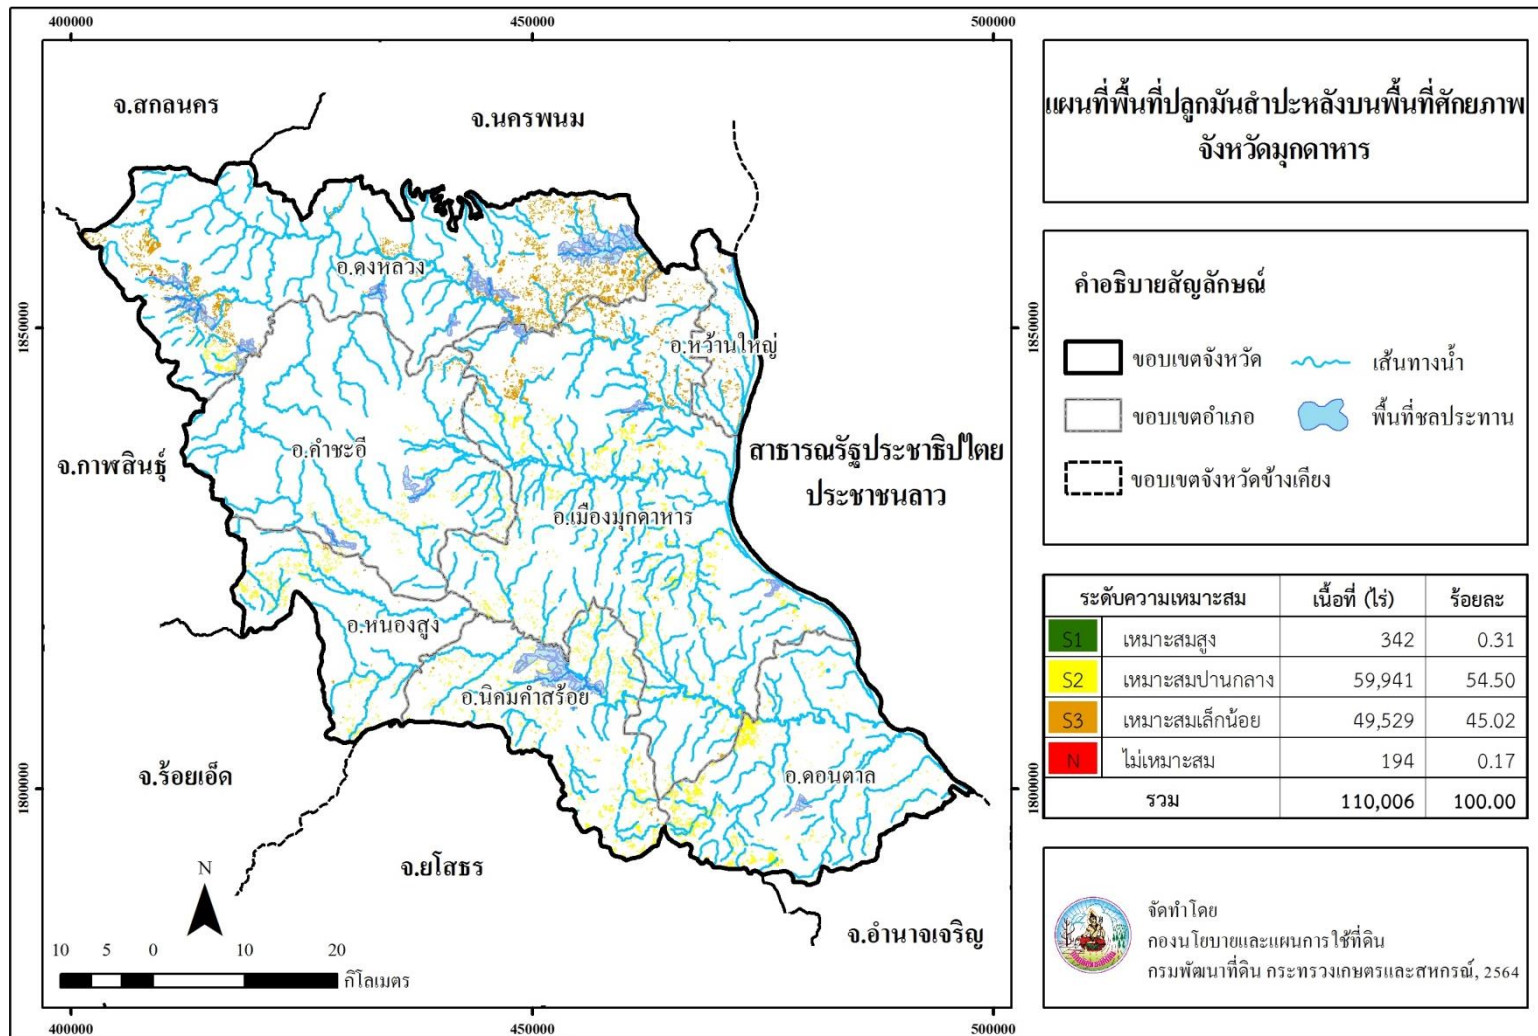 400000 450000 500000
แผนที่พื้นที่ปลูกมันสำปะหลังบนพื้นที่ศักยภาพ
จังหวัดมุกดาหาร
จ.สกลนคร
จ.นครพนม
อ.ดงหลวง
อ.หว้านใหญ่
1850000
1850000
อ.คำชะอี
จ.กาฬสินธุ์
สาธารณรัฐประชาธิปไตย
ประชาชนลาว
อ.เมืองมุกดาหาร
อ.หนองสูง
อ.นิคมคำสร้อย
อ.ดอนตาล
จ.ร้อยเอ็ด
1800000
1800000
จ.ยโสธร
จ.อำนาจเจริญ
N
10 5 0 10 20
กิโลเมตร
400000 450000 500000
คำอธิบายสัญลักษณ์
ขอบเขตจังหวัด เส้นทางน้ำ
ขอบเขตอำเภอ พื้นที่ชลประทาน
ขอบเขตจังหวัดข้างเคียง
ระดับความเหมาะสม เนื้อที่ (ไร่) ร้อยละ
S1 เหมาะสมสูง 342 0.31
S2 เหมาะสมปานกลาง 59,941 54.50
S3 เหมาะสมเล็กน้อย 49,529 45.02
N ไม่เหมาะสม 194 0.17
รวม 110,006 100.00
จัดทำโดย
กองนโยบายและแผนการใช้ที่ดิน
กรมพัฒนาที่ดิน กระทรวงเกษตรและสหกรณ์, 2564